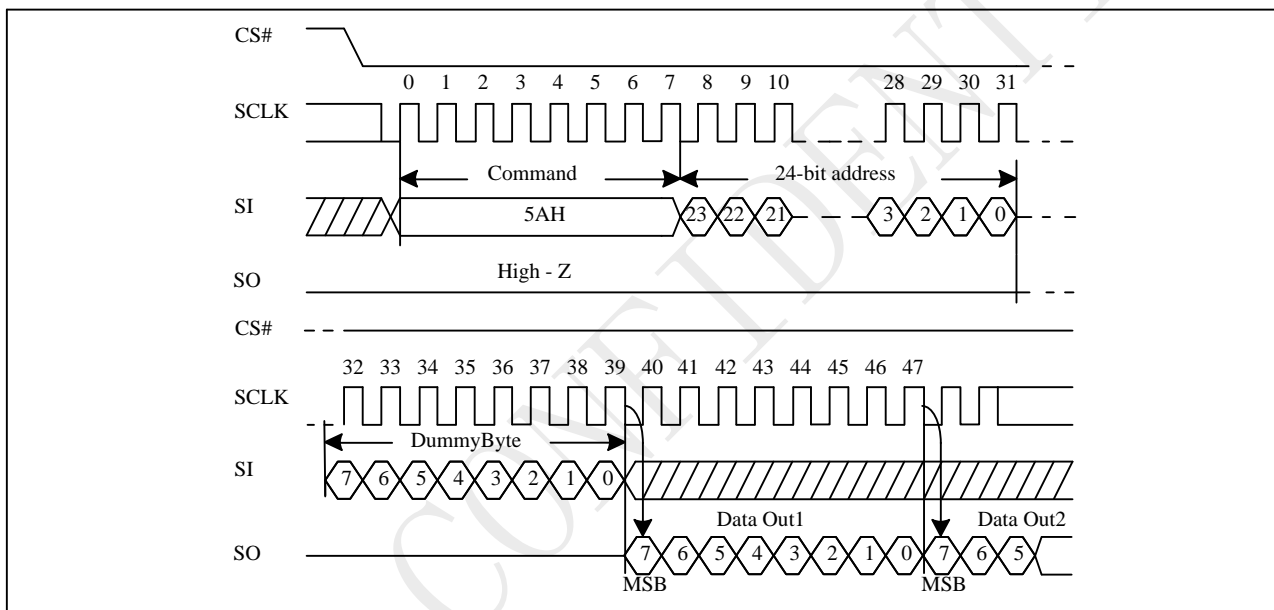 CS#
0 1 2 3 4 5 6 7 8 9 10 28 29 30 31
SCLK
Command 24-bit address
SI 5AH 23 22 21 3 2 1 0
High - Z
SO
CS#
32 33 34 35 36 37 38 39 40 41 42 43 44 45 46 47
SCLK
DummyByte
SI 7 6 5 4 3 2 1 0
Data Out1 Data Out2
SO 7 6 5 4 3 2 1 0 7 6 5
MSB MSB